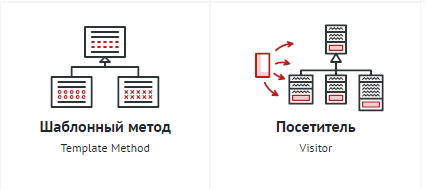 Шаблонный метод
Template Method
Посетитель
Visitor